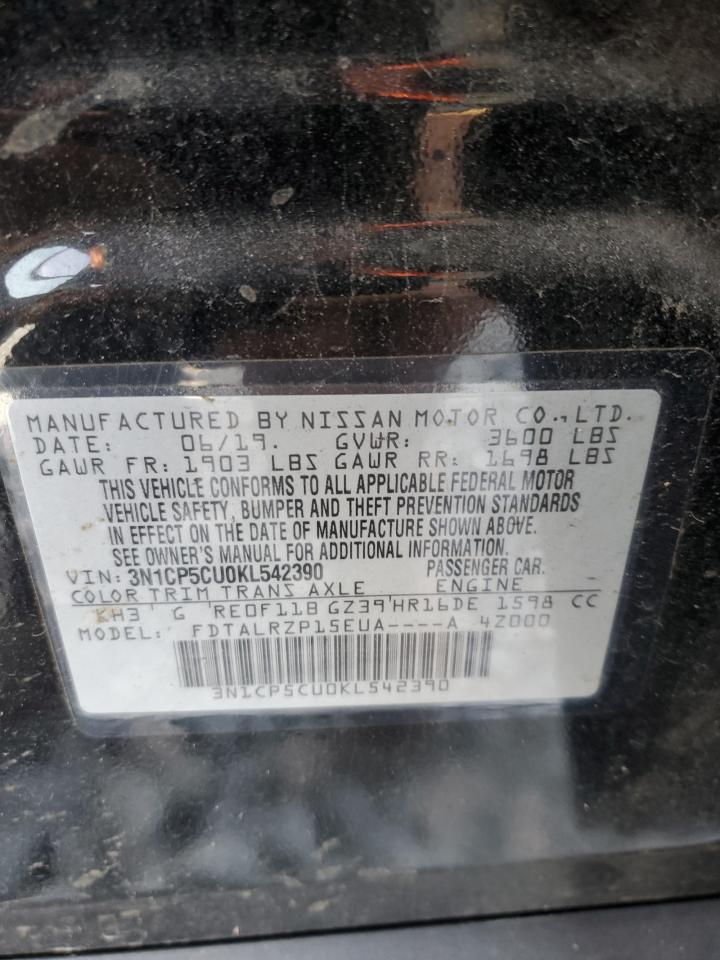 MANUFACTURED BY NISSAN MOTOR CO., LTD.
DATE: 06/19. GVWR: 3600 LBS
GAWR FR: 1903 LBS GAWR RR: 1698 LBS
THIS VEHICLE CONFORMS TO ALL APPLICABLE FEDERAL MOTOR
VEHICLE SAFETY, BUMPER AND THEFT PREVENTION STANDARDS
IN EFFECT ON THE DATE OF MANUFACTURE SHOWN ABOVE.
SEE OWNER'S MANUAL FOR ADDITIONAL INFORMATION.
VIN: 3N1CP5CU0KL542390 PASSENGER CAR.
COLOR TRIM TRANS AXLE ENGINE
KH3 G RE0F11B GZ39 HR16DE 1598 CC
MODEL: FDTALRZP15EUA----A 4Z000
3N1CP5CU0KL542390